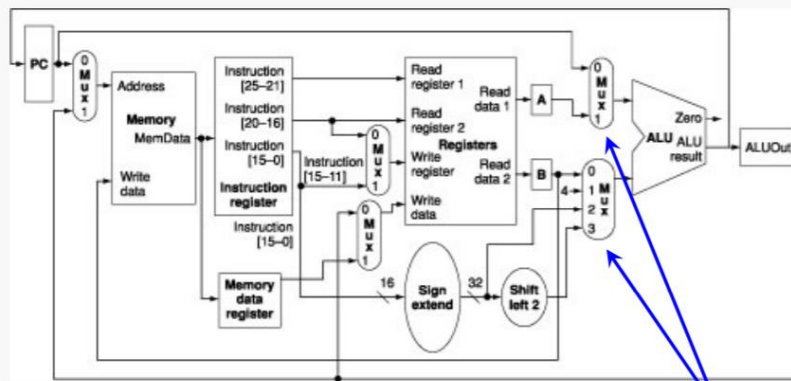 PC
0
M
u
x
1
Address
Memory
MemData
Write
data
Instruction
[25–21]
Instruction
[20–16]
Instruction
[15–0]
Instruction
register
Instruction
[15–11]
Instruction
[15–0]
Memory
data
register
0
M
u
x
1
0
M
u
x
1
Read
register 1
Read
register 2
Registers
Write
register
Write
data
Read
data 1
Read
data 2
16
Sign
extend
32
Shift
left 2
A
B
4
0
M
u
x
1
0
1
2
3
M
u
x
Zero
ALU
ALU
result
ALUOut